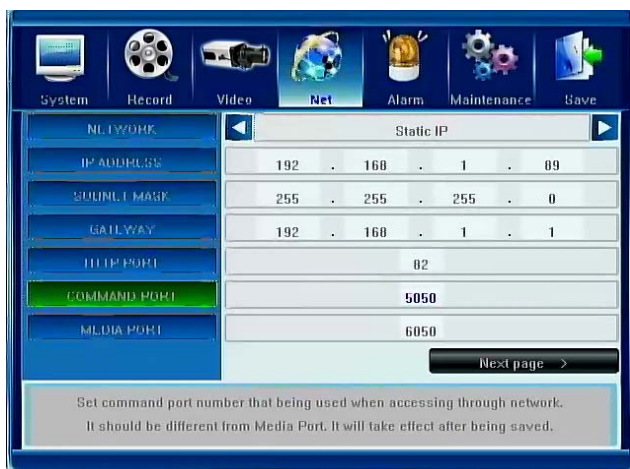 System Record Video Net Alarm Maintenance Save
NETWORK Static IP
IP ADDRESS 192 . 168 . 1 . 89
SUBNET MASK 255 . 255 . 255 . 0
GATEWAY 192 . 168 . 1 . 1
HTTP PORT 82
COMMAND PORT 5050
MEDIA PORT 6050
Next page >
Set command port number that being used when accessing through network.
It should be different from Media Port. It will take effect after being saved.